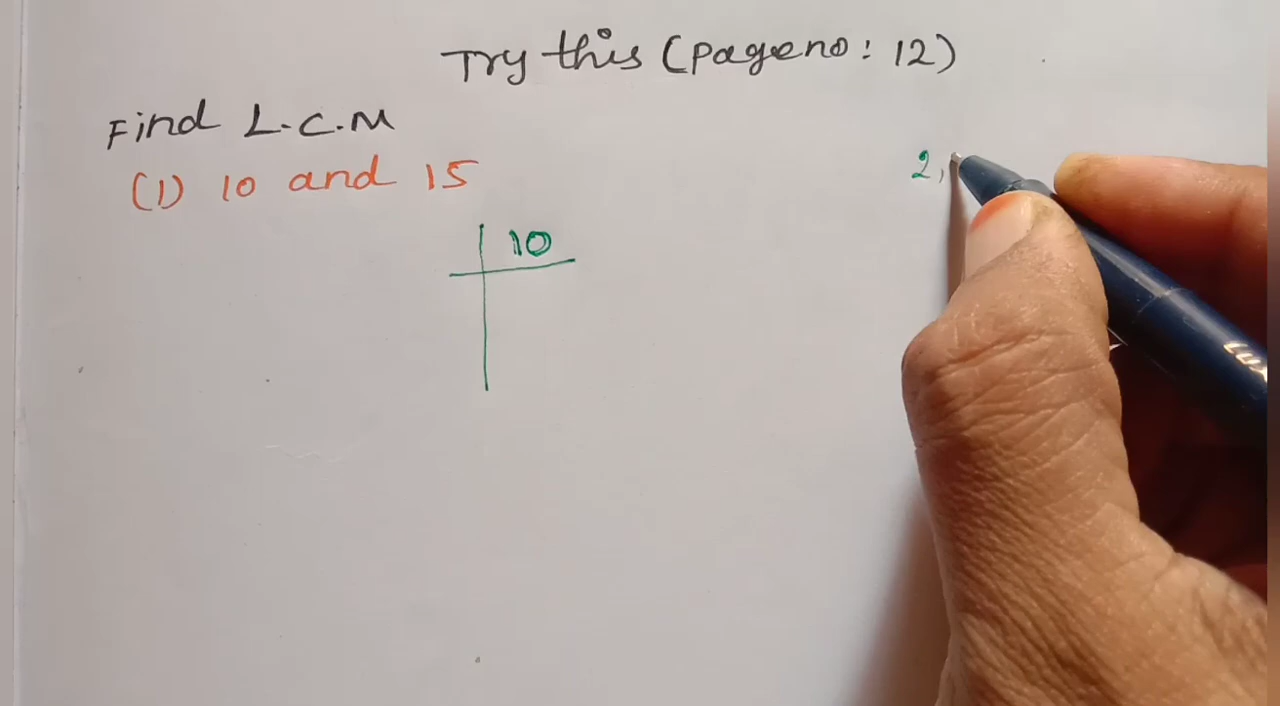 Try this (page no: 12)
Find L.C.M
(1) 10 and 15
10
2,